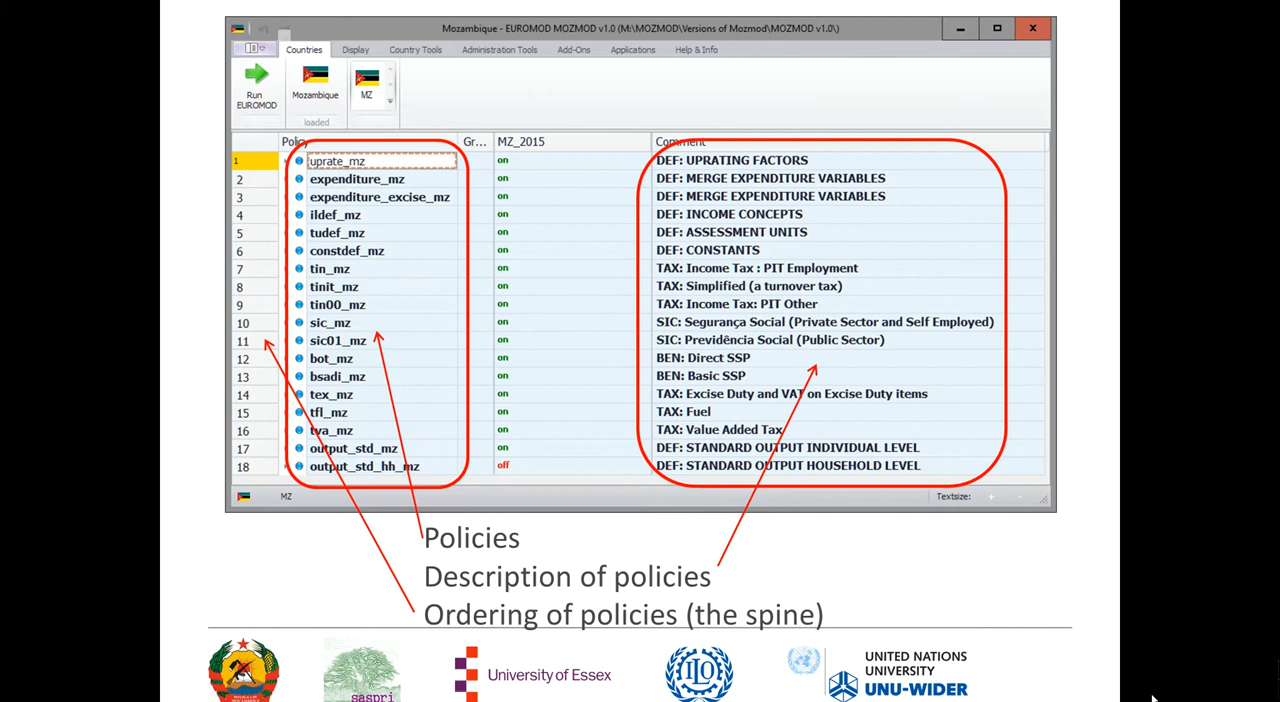 Mozambique - EUROMOD MOZMOD v1.0 (M:\MOZMOD\Versions of Mozmod\MOZMOD v1.0\)
Countries Display Country Tools Administration Tools Add-Ons Applications Help & Info
Run
EUROMOD
Mozambique
MZ
loaded
Policy Gr... MZ_2015 Comment
1 uprate_mz on DEF: UPRATING FACTORS
2 expenditure_mz on DEF: MERGE EXPENDITURE VARIABLES
3 expenditure_excise_mz on DEF: MERGE EXPENDITURE VARIABLES
4 ildef_mz on DEF: INCOME CONCEPTS
5 tudef_mz on DEF: ASSESSMENT UNITS
6 constdef_mz on DEF: CONSTANTS
7 tin_mz on TAX: Income Tax : PIT Employment
8 tinit_mz on TAX: Simplified (a turnover tax)
9 tin00_mz on TAX: Income Tax: PIT Other
10 sic_mz on SIC: Segurança Social (Private Sector and Self Employed)
11 sic01_mz on SIC: Previdência Social (Public Sector)
12 bot_mz on BEN: Direct SSP
13 bsadi_mz on BEN: Basic SSP
14 tex_mz on TAX: Excise Duty and VAT on Excise Duty items
15 tfl_mz on TAX: Fuel
16 tva_mz on TAX: Value Added Tax
17 output_std_mz on DEF: STANDARD OUTPUT INDIVIDUAL LEVEL
18 output_std_hh_mz off DEF: STANDARD OUTPUT HOUSEHOLD LEVEL
MZ Textsize: + -
Policies
Description of policies
Ordering of policies (the spine)
saspri
University of Essex
ILO
UNITED NATIONS
UNIVERSITY
UNU-WIDER